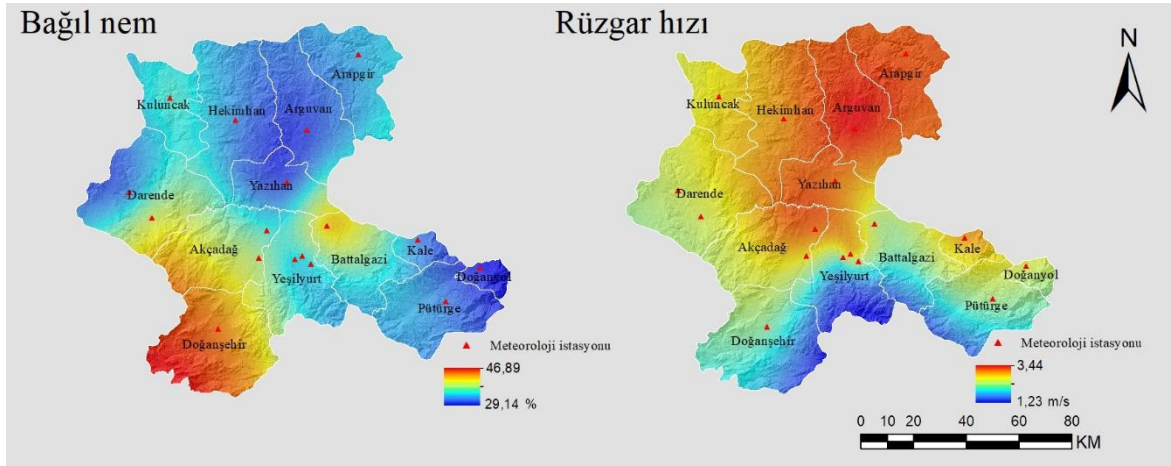 Bağıl nem
Arapgir
Kuluncak
Hekimhan
Arguvan
Yazıhan
Darende
Akçadağ
Battalgazi
Kale
Doğanyol
Yeşilyurt
Pütürge
Doğanşehir
Meteoroloji istasyonu
46,89
29,14 %
Rüzgar hızı
N
Arapgir
Kuluncak
Hekimhan
Arguvan
Yazıhan
Darende
Akçadağ
Kale
Battalgazi
Doğanyol
Yeşilyurt
Pütürge
Doğanşehir
Meteoroloji istasyonu
3,44
1,23 m/s
0 10 20 40 60 80
KM